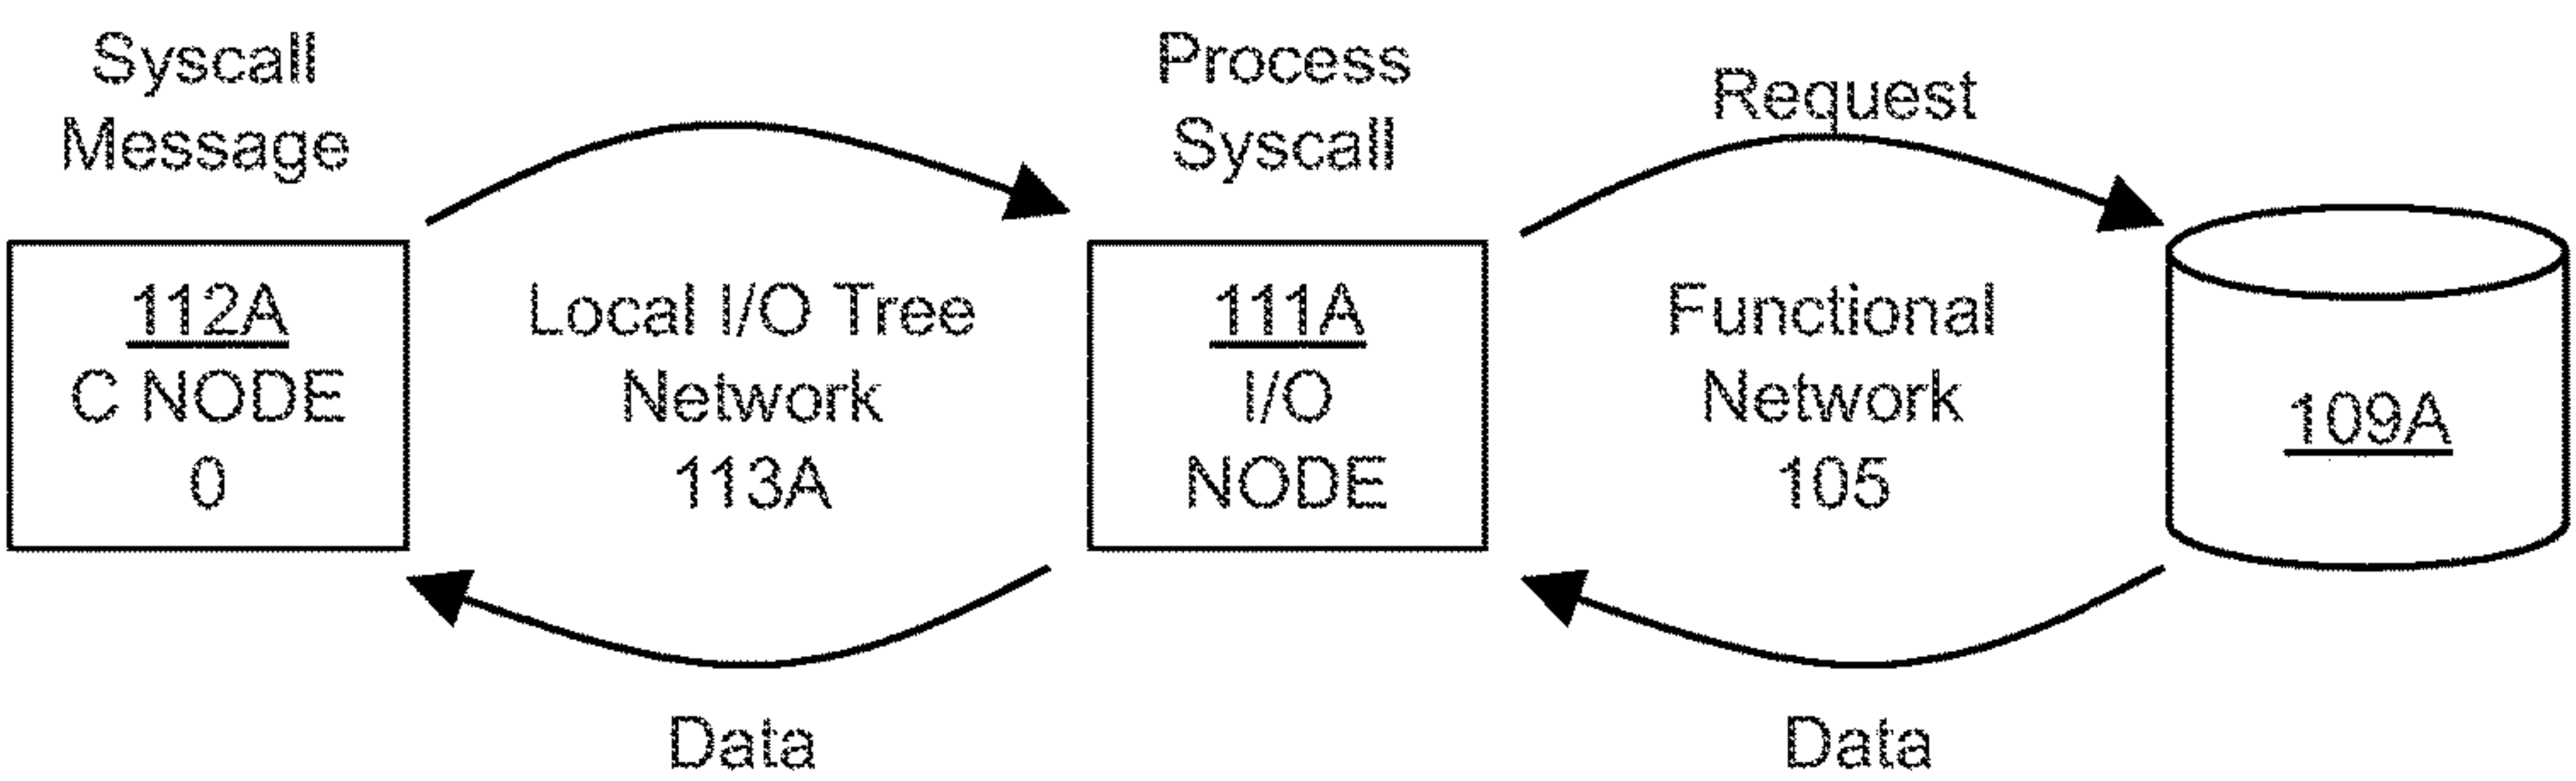 Syscall
Message
Process
Syscall
Request
112A
C NODE
0
Local I/O Tree
Network
113A
111A
I/O
NODE
Functional
Network
105
109A
Data
Data